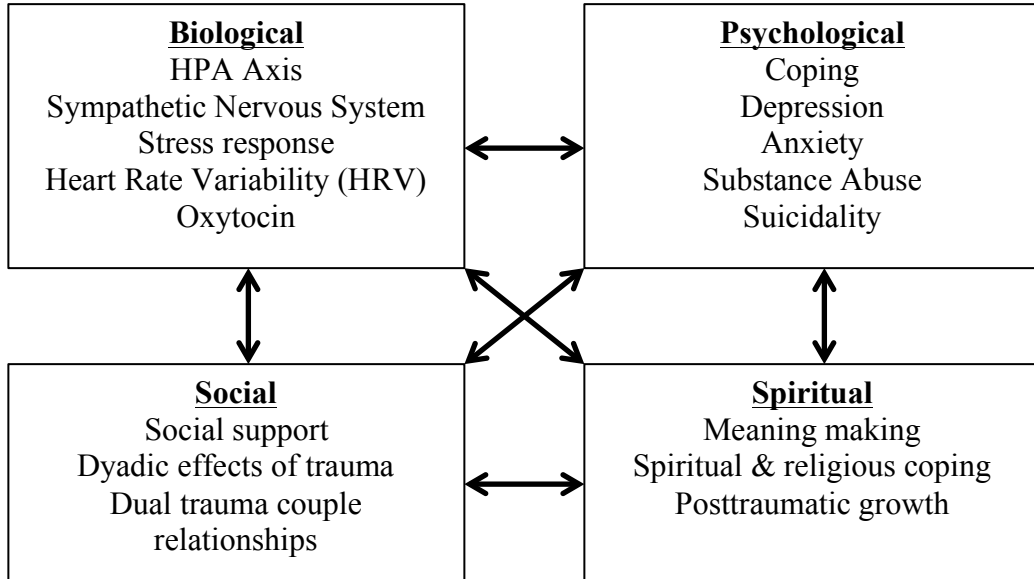 Biological
HPA Axis
Sympathetic Nervous System
Stress response
Heart Rate Variability (HRV)
Oxytocin
Psychological
Coping
Depression
Anxiety
Substance Abuse
Suicidality
Social
Social support
Dyadic effects of trauma
Dual trauma couple
relationships
Spiritual
Meaning making
Spiritual & religious coping
Posttraumatic growth